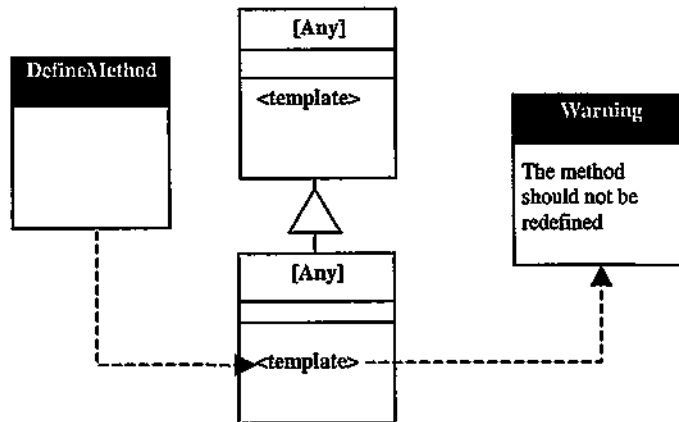 [Any]
DefineMethod
<template>
Warning
The method
should not be
redefined
[Any]
<template>